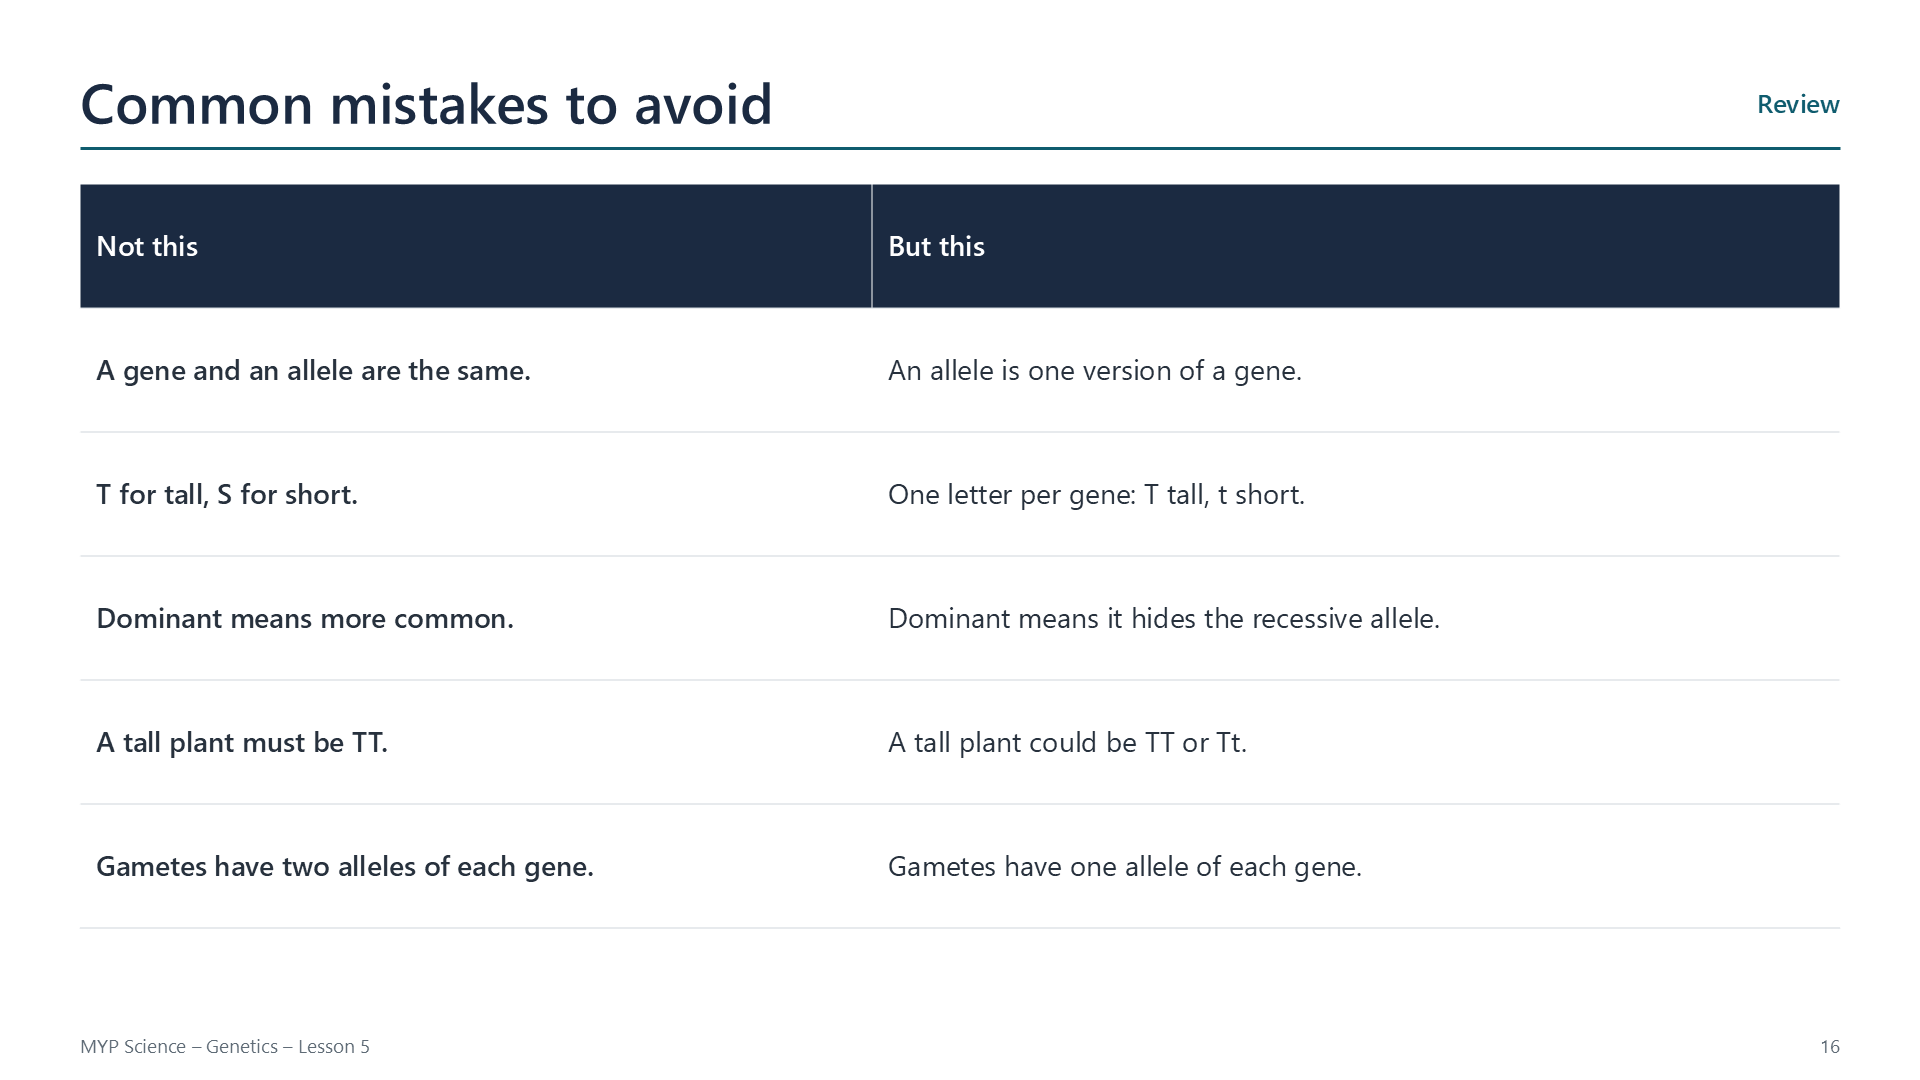 Common mistakes to avoid
Review
Not this
But this
A gene and an allele are the same.
An allele is one version of a gene.
T for tall, S for short.
One letter per gene: T tall, t short.
Dominant means more common.
Dominant means it hides the recessive allele.
A tall plant must be TT.
A tall plant could be TT or Tt.
Gametes have two alleles of each gene.
Gametes have one allele of each gene.
MYP Science – Genetics – Lesson 5
16